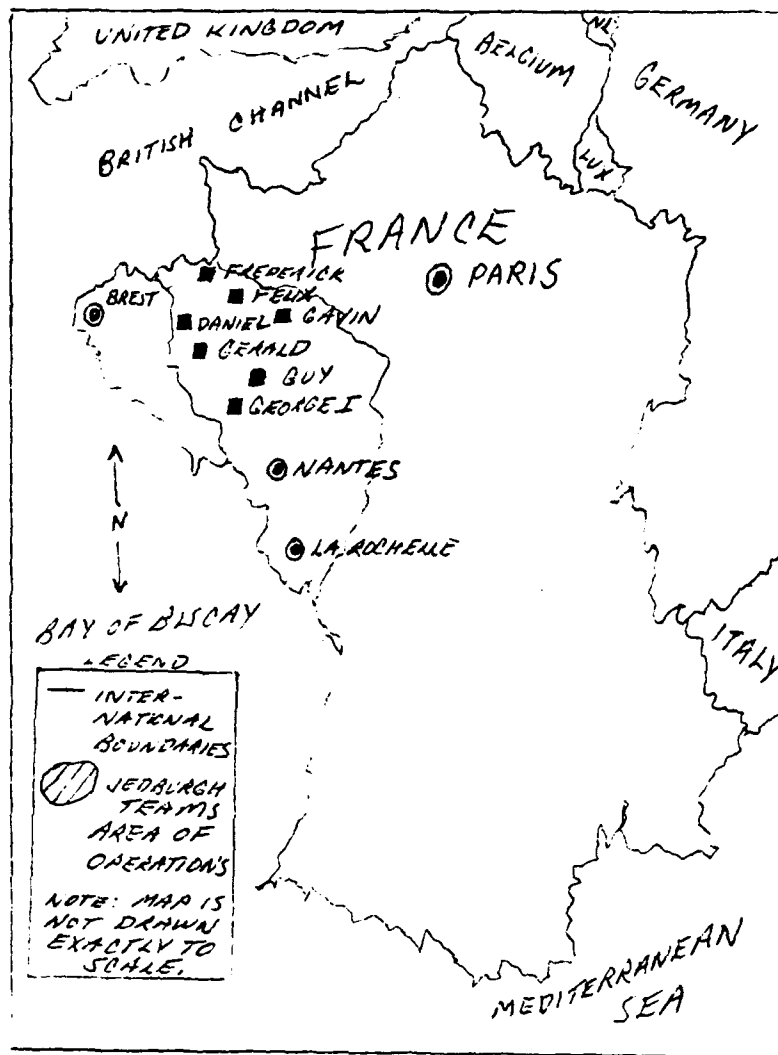 UNITED KINGDOM
BELGIUM
NL
GERMANY
BRITISH CHANNEL
LUX
FRANCE
PARIS
FREDERICK
BREST
FELIX
DANIEL
GAVIN
GERALD
GUY
GEORGE I
NANTES
N
LA ROCHELLE
BAY OF BISCAY
ITALY
LEGEND
INTER-
NATIONAL
BOUNDARIES
JEDBURGH
TEAMS
AREA OF
OPERATION'S
NOTE: MAP IS
NOT DRAWN
EXACTLY TO
SCALE.
MEDITERRANEAN
SEA